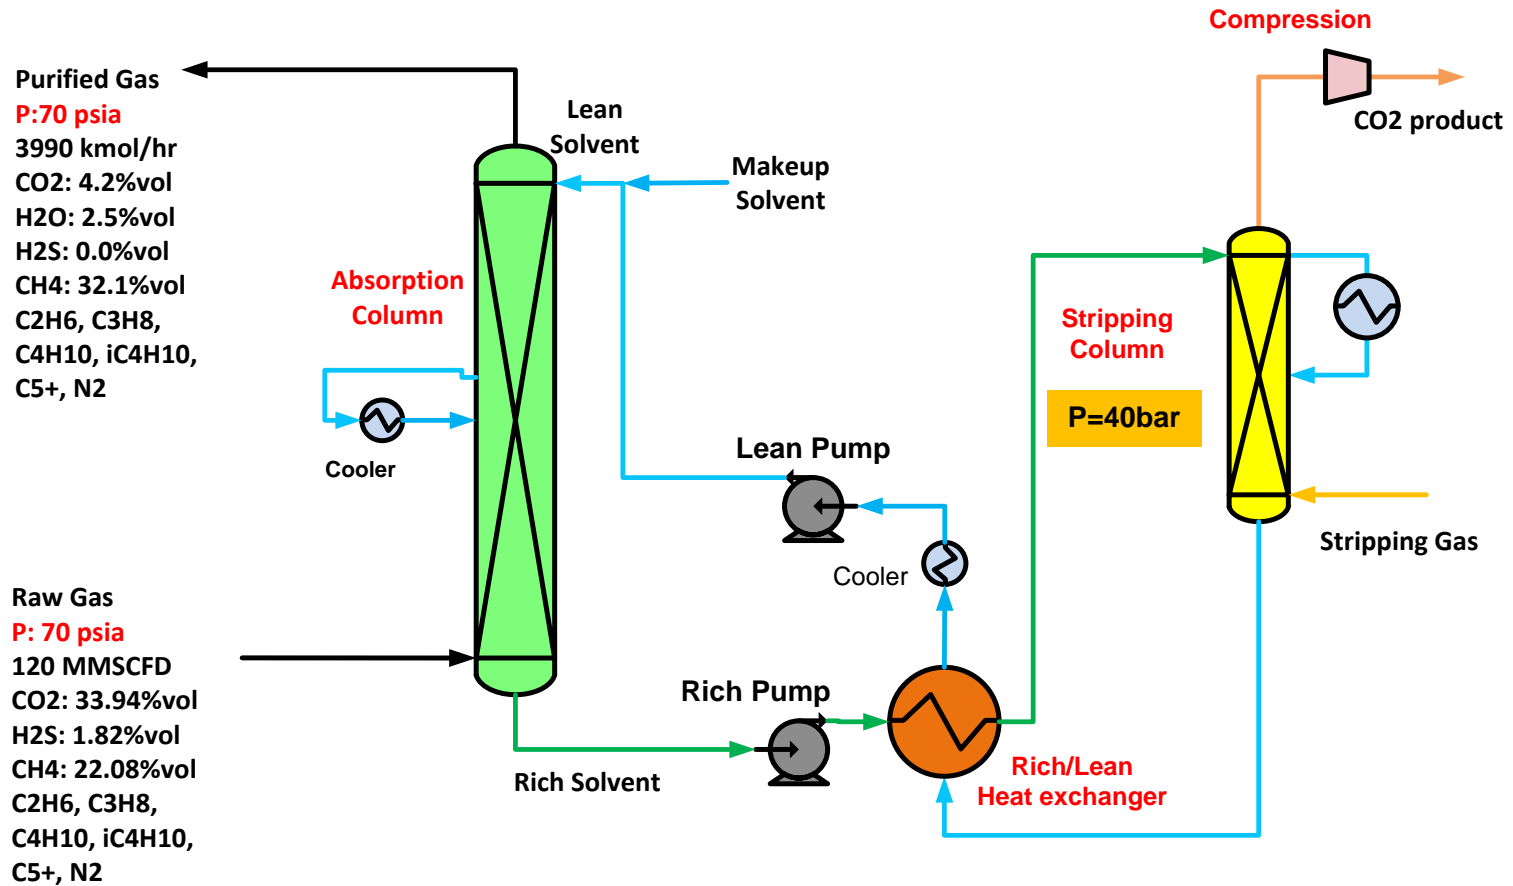 Compression
Purified Gas
P:70 psia
3990 kmol/hr
CO2: 4.2%vol
H2O: 2.5%vol
H2S: 0.0%vol
CH4: 32.1%vol
C2H6, C3H8,
C4H10, iC4H10,
C5+, N2
Lean
Solvent
Makeup
Solvent
CO2 product
Absorption
Column
Cooler
Stripping
Column
P=40bar
Lean Pump
Cooler
Stripping Gas
Raw Gas
P: 70 psia
120 MMSCFD
CO2: 33.94%vol
H2S: 1.82%vol
CH4: 22.08%vol
C2H6, C3H8,
C4H10, iC4H10,
C5+, N2
Rich Pump
Rich Solvent
Rich/Lean
Heat exchanger